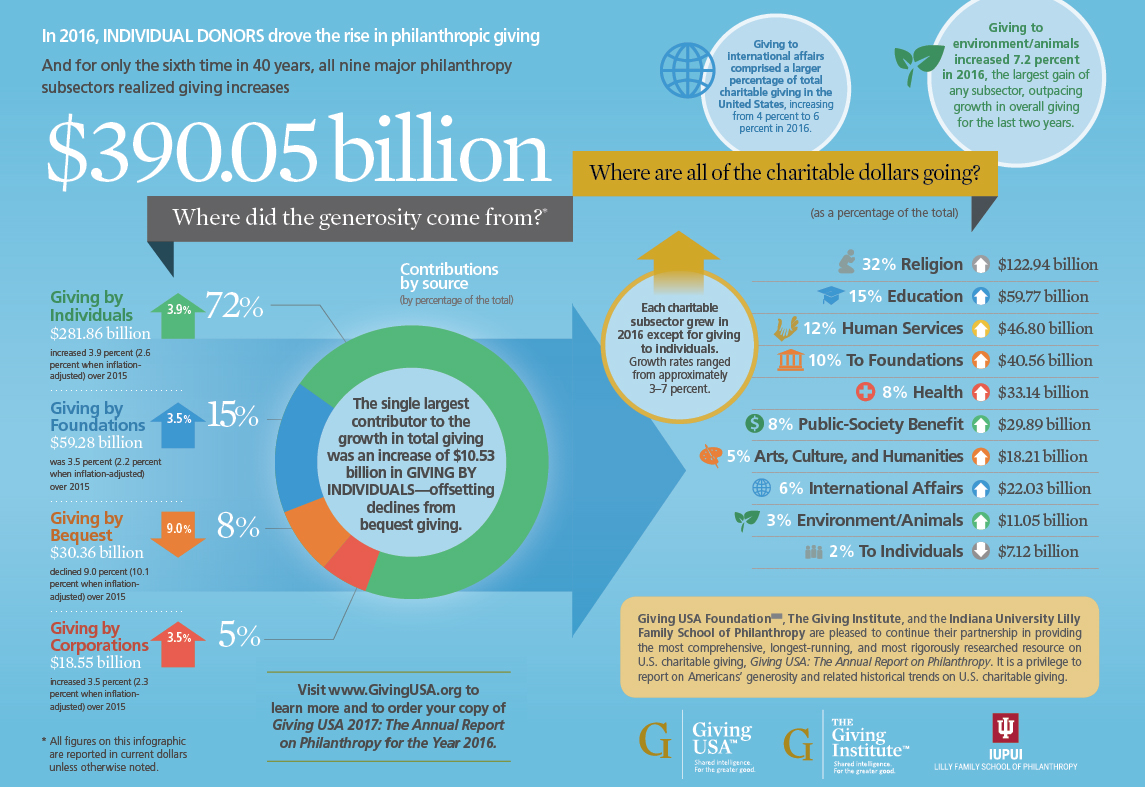 In 2016, INDIVIDUAL DONORS drove the rise in philanthropic giving
And for only the sixth time in 40 years, all nine major philanthropy
subsectors realized giving increases
$390.05 billion
Where did the generosity come from?*
Giving by
Individuals
$281.86 billion
increased 3.9 percent (2.6
percent when inflation-
adjusted) over 2015
3.9%
72%
Giving by
Foundations
$59.28 billion
was 3.5 percent (2.2 percent
when inflation-adjusted)
over 2015
3.5%
15%
Giving by
Bequest
$30.36 billion
declined 9.0 percent (10.1
percent when inflation-
adjusted) over 2015
9.0%
8%
Giving by
Corporations
$18.55 billion
increased 3.5 percent (2.3
percent when inflation-
adjusted) over 2015
3.5%
5%
* All figures on this infographic
are reported in current dollars
unless otherwise noted.
Contributions
by source
(by percentage of the total)
The single largest
contributor to the
growth in total giving
was an increase of $10.53
billion in GIVING BY
INDIVIDUALS—offsetting
declines from
bequest giving.
Visit www.GivingUSA.org to
learn more and to order your copy of
Giving USA 2017: The Annual Report
on Philanthropy for the Year 2016.
Giving to
international affairs
comprised a larger
percentage of total
charitable giving in the
United States, increasing
from 4 percent to 6
percent in 2016.
Giving to
environment/animals
increased 7.2 percent
in 2016, the largest gain of
any subsector, outpacing
growth in overall giving
for the last two years.
Where are all of the charitable dollars going?
(as a percentage of the total)
Each charitable
subsector grew in
2016 except for giving
to individuals.
Growth rates ranged
from approximately
3–7 percent.
32% Religion $122.94 billion
15% Education $59.77 billion
12% Human Services $46.80 billion
10% To Foundations $40.56 billion
8% Health $33.14 billion
$ 8% Public-Society Benefit $29.89 billion
5% Arts, Culture, and Humanities $18.21 billion
6% International Affairs $22.03 billion
3% Environment/Animals $11.05 billion
2% To Individuals $7.12 billion
Giving USA Foundation, The Giving Institute, and the Indiana University Lilly
Family School of Philanthropy are pleased to continue their partnership in providing
the most comprehensive, longest-running, and most rigorously researched resource on
U.S. charitable giving, Giving USA: The Annual Report on Philanthropy. It is a privilege to
report on Americans' generosity and related historical trends on U.S. charitable giving.
G
Giving
USA™
Shared intelligence.
For the greater good.
G
THE
Giving
Institute™
Shared intelligence.
For the greater good.
IUPUI
LILLY FAMILY SCHOOL OF PHILANTHROPY